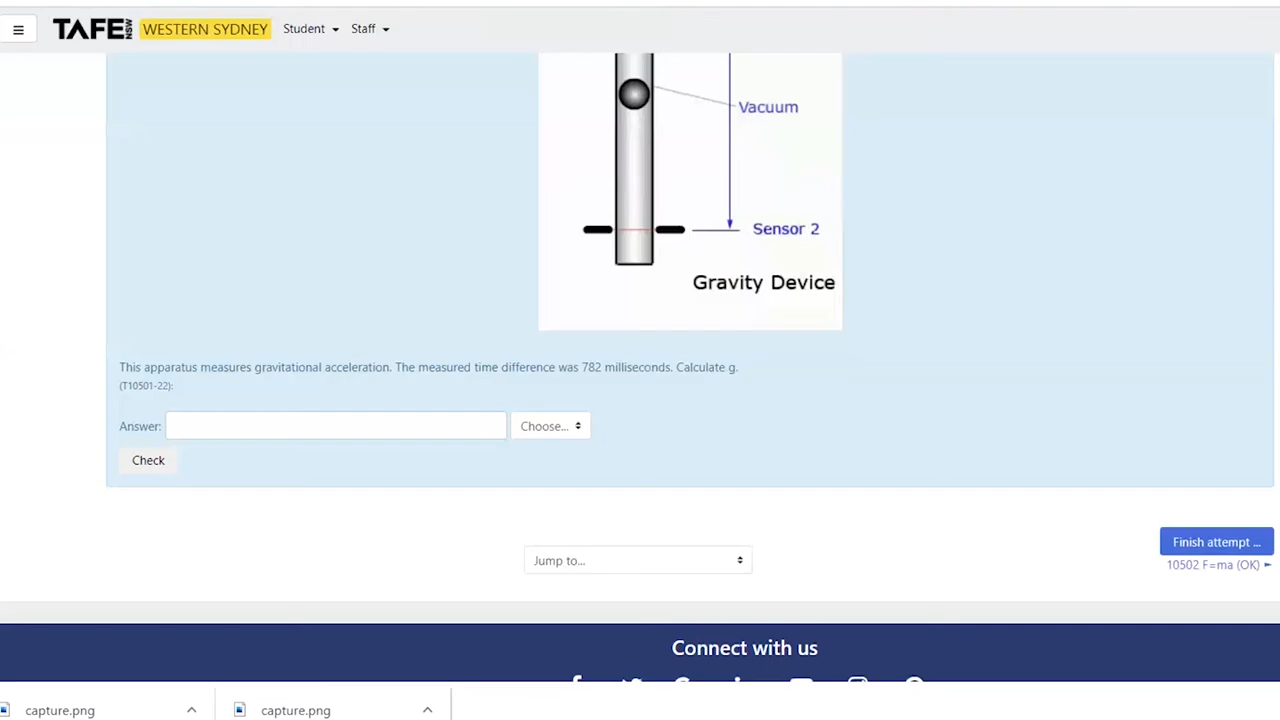 TAFE NSW WESTERN SYDNEY Student Staff
Vacuum
Sensor 2
Gravity Device
This apparatus measures gravitational acceleration. The measured time difference was 782 milliseconds. Calculate g.
(T10501-22):
Answer: Choose...
Check
Finish attempt ...
Jump to...
10502 F=ma (OK) ►
Connect with us
capture.png capture.png